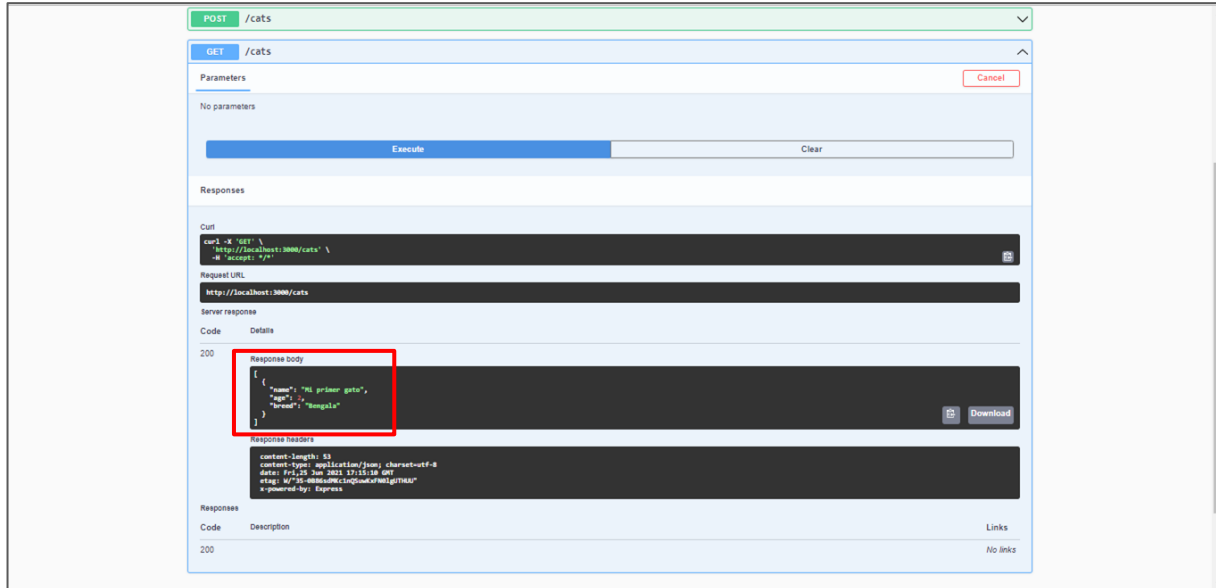 POST /cats
GET /cats
Parameters
Cancel
No parameters
Execute
Clear
Responses
Curl
curl -X 'GET' \
'http://localhost:3000/cats' \
-H 'accept: */*'
Request URL
http://localhost:3000/cats
Server response
Code Details
200
Response body
[
{
"name": "Mi primer gato",
"age": 2,
"breed": "Bengala"
}
]
Download
Response headers
content-length: 53
content-type: application/json; charset=utf-8
date: Fri,25 Jun 2021 17:15:10 GMT
x-powered-by: Express
Responses
Code Description Links
200 No links